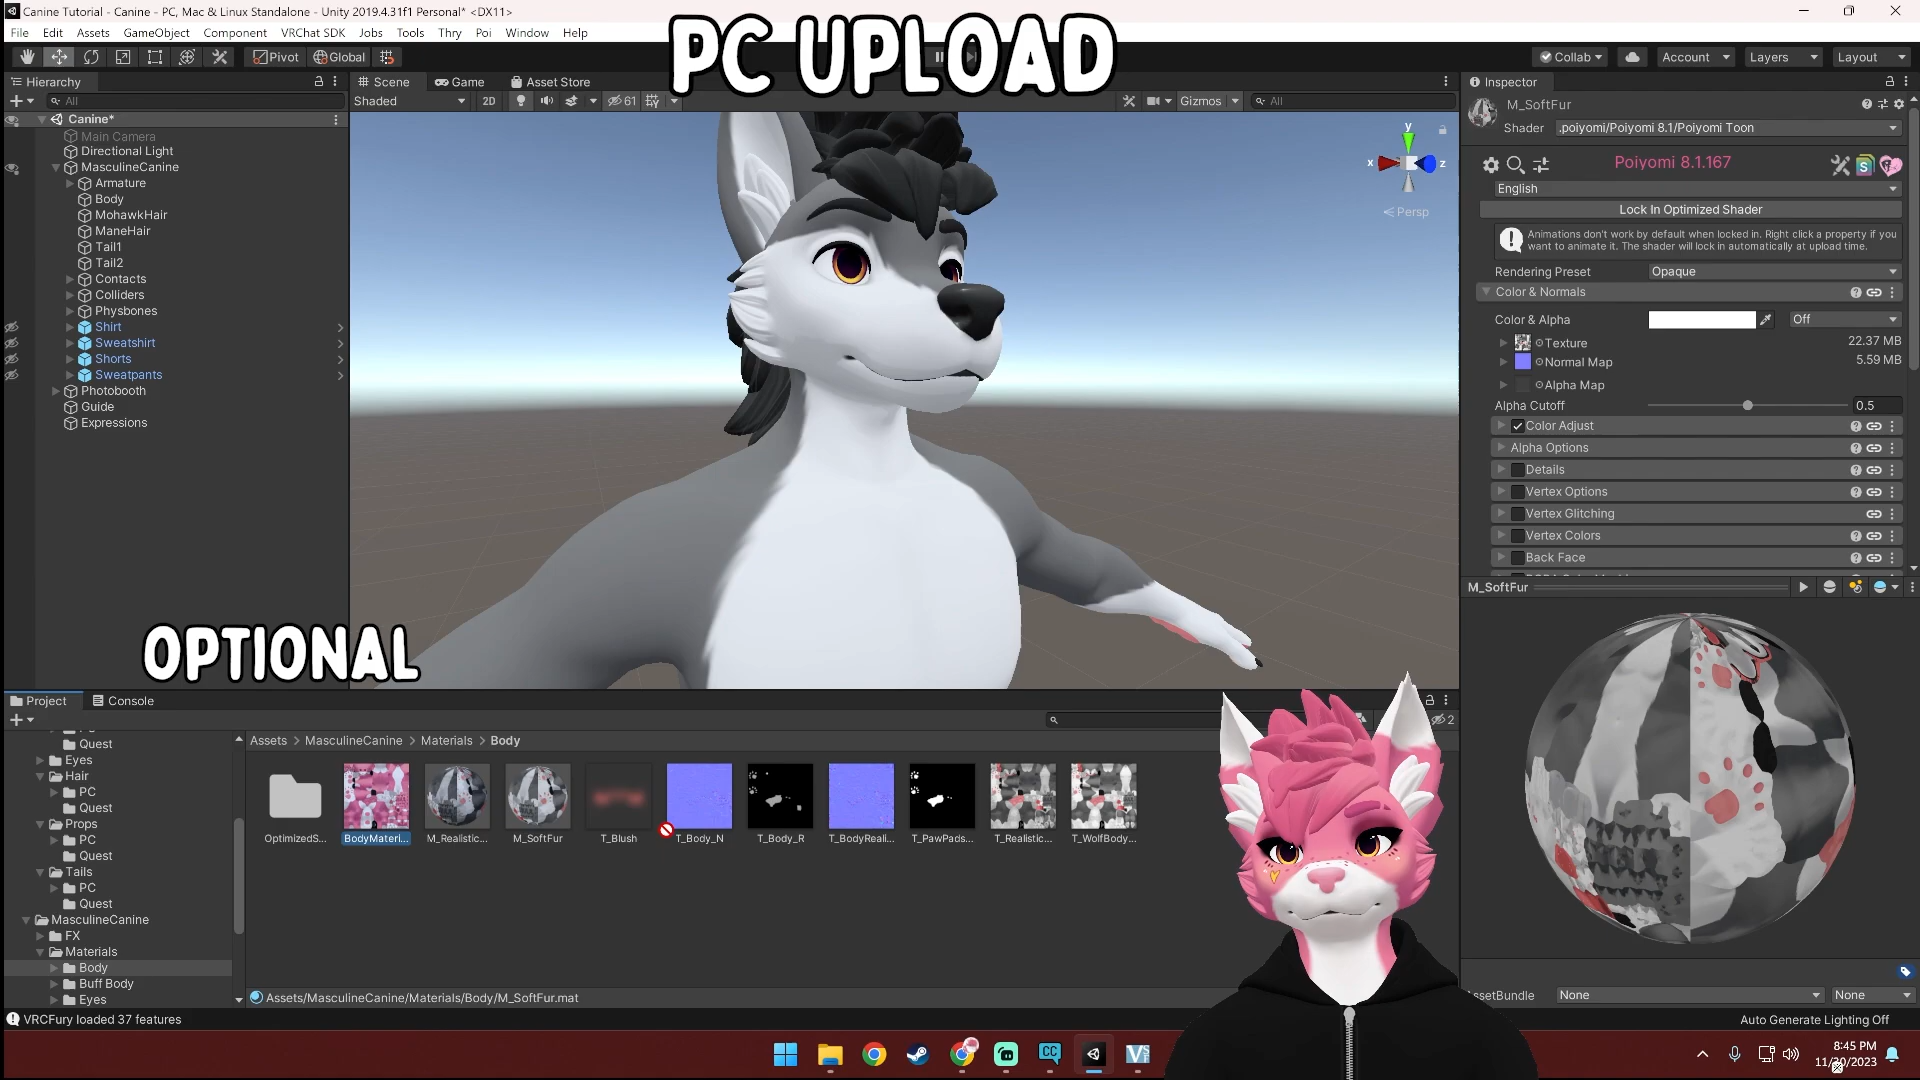 Canine Tutorial - Canine - PC, Mac & Linux Standalone - Unity 2019.4.31f1 Personal* <DX11>
File Edit Assets GameObject Component VRChat SDK Jobs Tools Thry Poi Window Help
PC UPLOAD
Pivot Global Collab Account Layers Layout
Hierarchy
All
Canine*
Main Camera
Directional Light
MasculineCanine
Armature
Body
MohawkHair
ManeHair
Tail1
Tail2
Contacts
Colliders
Physbones
Shirt
Sweatshirt
Shorts
Sweatpants
Photobooth
Guide
Expressions
OPTIONAL
Scene Game Asset Store
Shaded 2D 61 Gizmos All
y
x z
Persp
Inspector
M_SoftFur
Shader .poiyomi/Poiyomi 8.1/Poiyomi Toon
Poiyomi 8.1.167
English
Lock In Optimized Shader
Animations don't work by default when locked in. Right click a property if you
want to animate it. The shader will lock in automatically at upload time.
Rendering Preset Opaque
Color & Normals
Color & Alpha Off
Texture 22.37 MB
Normal Map 5.59 MB
Alpha Map
Alpha Cutoff 0.5
Color Adjust
Alpha Options
Details
Vertex Options
Vertex Glitching
Vertex Colors
Back Face
M_SoftFur
Project Console
2
Quest
Eyes
Hair
PC
Quest
Props
PC
Quest
Tails
PC
Quest
MasculineCanine
FX
Materials
Body
Buff Body
Eyes
Assets > MasculineCanine > Materials > Body
OptimizedS... BodyMateri... M_Realistic... M_SoftFur T_Blush T_Body_N T_Body_R T_BodyReali... T_PawPads... T_Realistic... T_WolfBody...
Assets/MasculineCanine/Materials/Body/M_SoftFur.mat
ssetBundle None None
VRCFury loaded 37 features
Auto Generate Lighting Off
CC
8:45 PM
11/30/2023